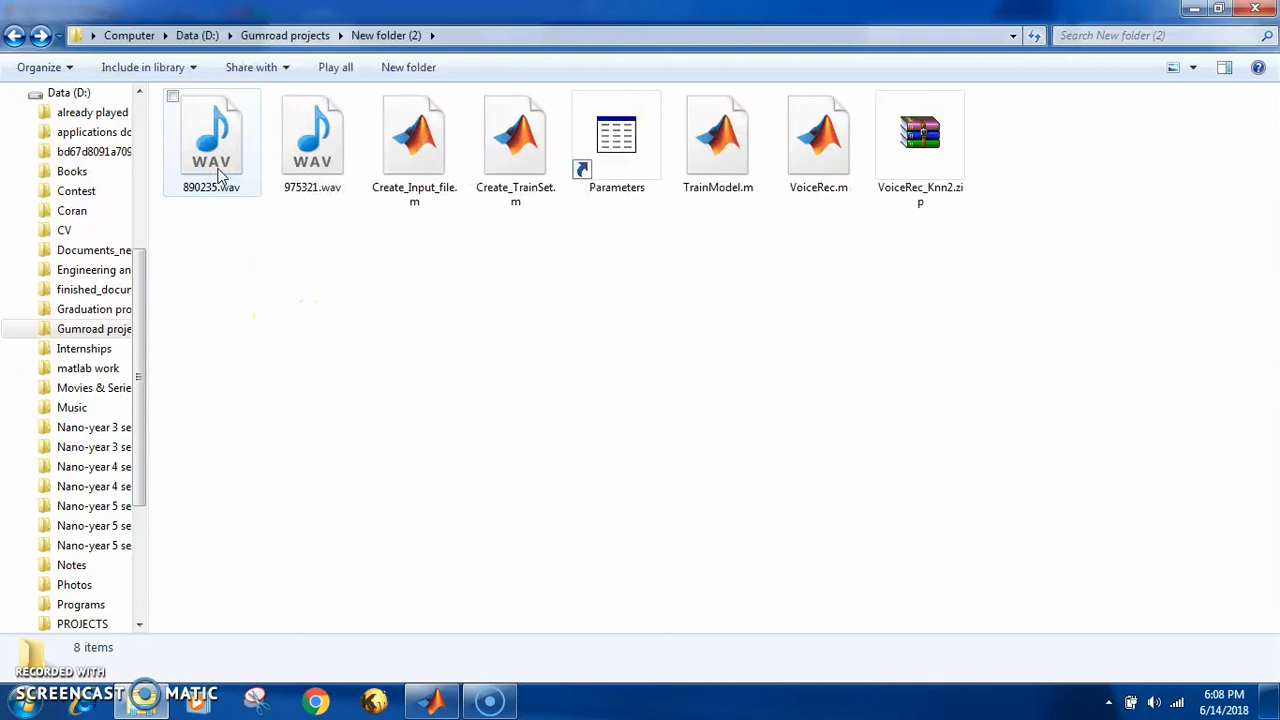 Computer
Data (D:)
Gumroad projects
New folder (2)
Search New folder (2)
Organize
Include in library
Share with
Play all
New folder
Data (D:)
already played
applications do
bd67d8091a709
Books
Contest
Coran
CV
Documents_ne
Engineering an
finished_docur
Graduation pro
Gumroad proje
Internships
matlab work
Movies & Serie
Music
Nano-year 3 se
Nano-year 3 se
Nano-year 4 se
Nano-year 4 se
Nano-year 5 se
Nano-year 5 se
Nano-year 5 se
Notes
Photos
Programs
PROJECTS
WAV
890235.wav
WAV
975321.wav
Create_Input_file.
m
Create_TrainSet.
m
Parameters
TrainModel.m
VoiceRec.m
VoiceRec_Knn2.zi
p
8 items
RECORDED WITH
SCREENCAST MATIC
6:08 PM
6/14/2018